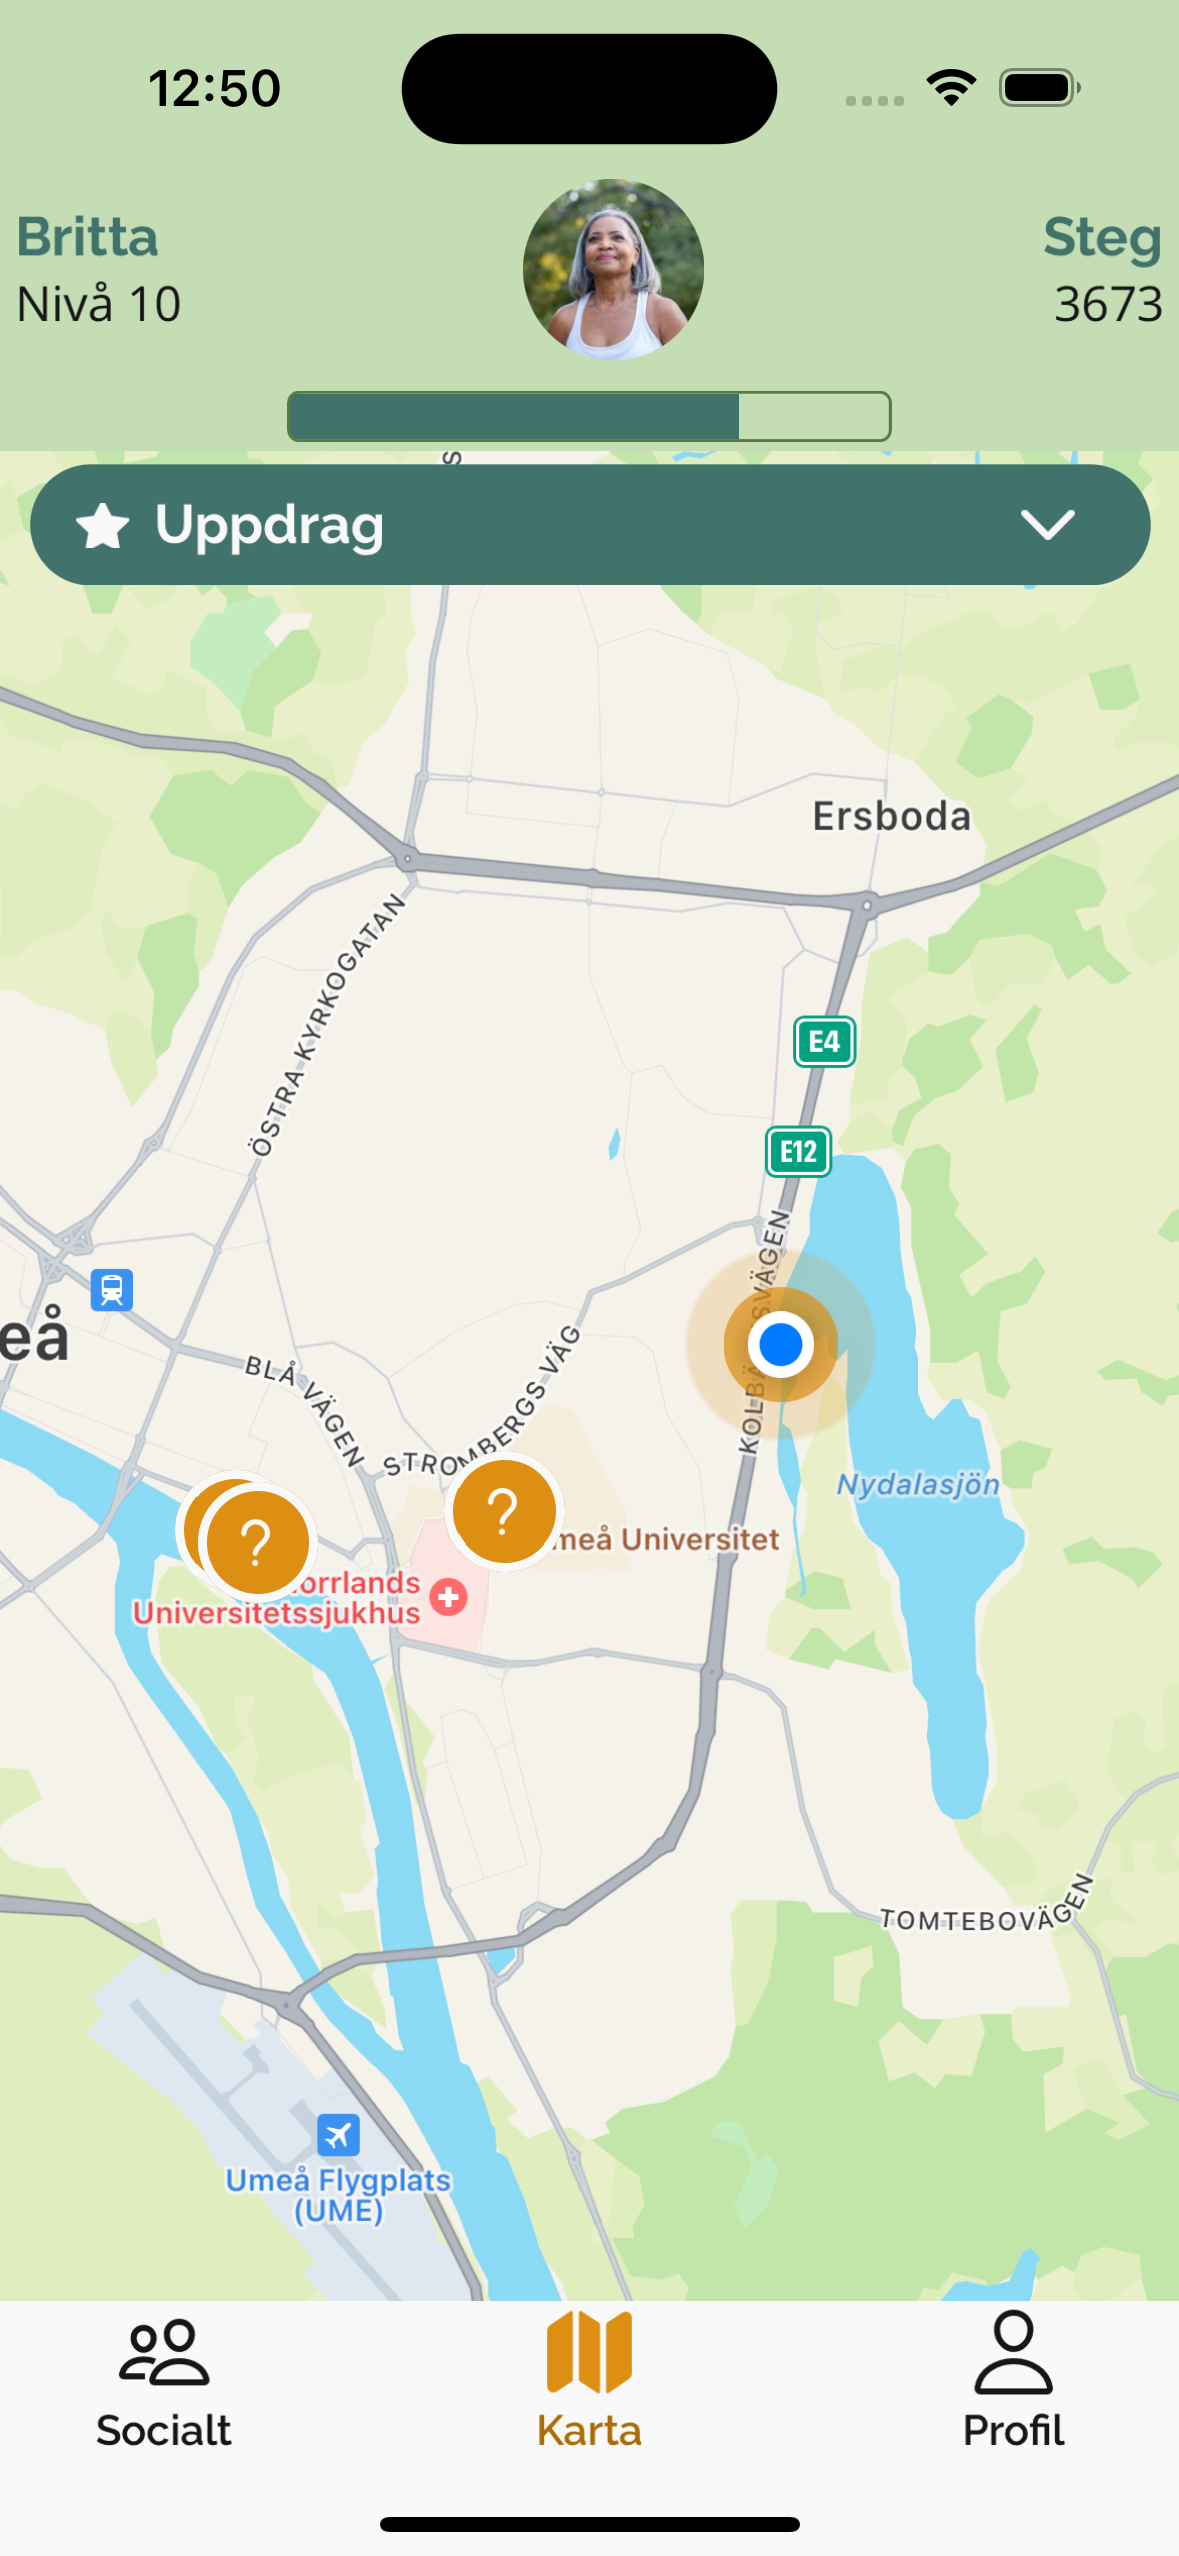 12:50
Britta
Nivå 10
Steg
3673
Uppdrag
Ersboda
ÖSTRA KYRKOGATAN
E4
E12
eå
BLÅ VÄGEN
STROMBERGS VÄG
Nydalasjön
?
?
meå Universitet
orrlands
Universitetssjukhus
TOMTEBOVÄGEN
Umeå Flygplats
(UME)
Socialt
Karta
Profil